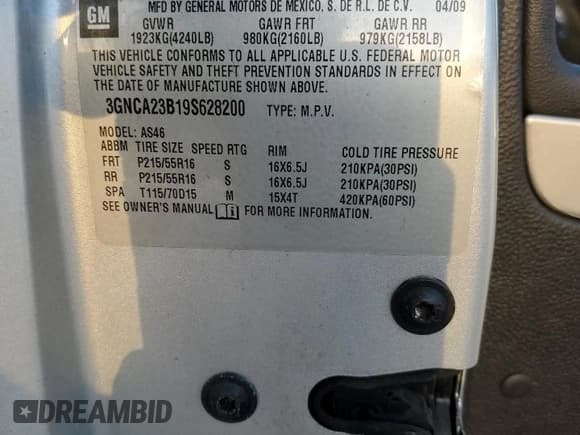 GM
MFD BY GENERAL MOTORS DE MEXICO, S. DE R.L. DE C.V. 04/09
GVWR GAWR FRT GAWR RR
1923KG(4240LB) 980KG(2160LB) 979KG(2158LB)
THIS VEHICLE CONFORMS TO ALL APPLICABLE U.S. FEDERAL MOTOR
VEHICLE SAFETY AND THEFT PREVENTION STANDARDS IN EFFECT ON
THE DATE OF MANUFACTURE SHOWN ABOVE.
3GNCA23B19S628200 TYPE: M.P.V.
MODEL: AS46
ABBM TIRE SIZE SPEED RTG RIM COLD TIRE PRESSURE
FRT P215/55R16 S 16X6.5J 210KPA(30PSI)
RR P215/55R16 S 16X6.5J 210KPA(30PSI)
SPA T115/70D15 M 15X4T 420KPA(60PSI)
SEE OWNER'S MANUAL FOR MORE INFORMATION.
DREAMBID